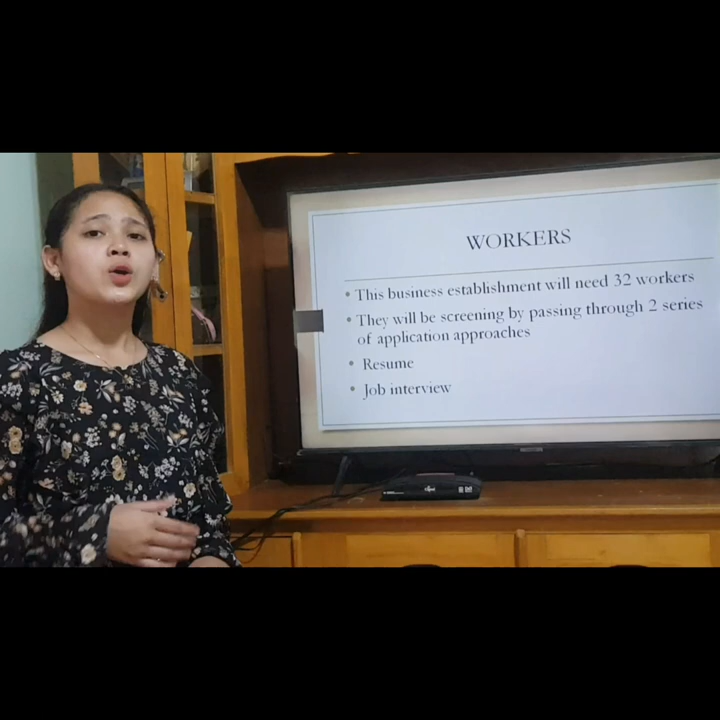 WORKERS
• This business establishment will need 32 workers
• They will be screening by passing through 2 series
of application approaches
• Resume
• Job interview